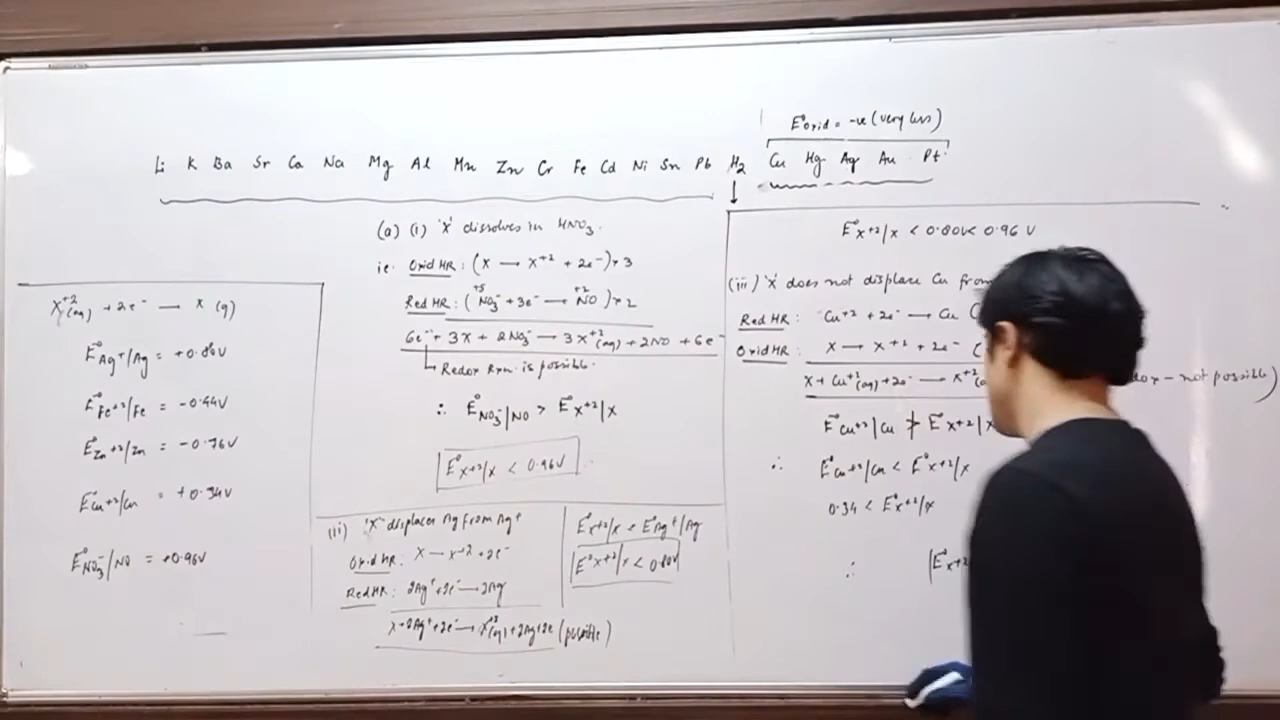 E°oxid = -ve (very less)
Li K Ba Sr Ca Na Mg Al Mn Zn Cr Fe Cd Ni Sn Pb H₂ Cu Hg Ag Au Pt
X⁺²(aq) + 2e⁻ → X (g)
E°Ag⁺/Ag = +0.80V
E°Fe⁺²/Fe = -0.44V
E°Zn⁺²/Zn = -0.76V
E°Cu⁺²/Cu = +0.34V
E°NO₃⁻/NO = +0.96V
(a) (i) 'X' dissolves in HNO₃.
ie. Oxid HR : (X → X⁺² + 2e⁻) × 3
Red HR : (NO₃⁻ + 3e⁻ → NO) × 2
+5 +2
6e⁻ + 3X + 2NO₃⁻ → 3X⁺²(aq) + 2NO + 6e⁻
Redox Rxn. is possible.
∴ E°NO₃⁻/NO > E°X⁺²/X
E°X⁺²/X < 0.96V
(ii) 'X' displaces Ag from Ag⁺
Oxid HR : X → X⁺² + 2e⁻
Red HR : 2Ag⁺ + 2e⁻ → 2Ag
X + 2Ag⁺ + 2e⁻ → X⁺²(aq) + 2Ag + 2e (possible)
E°X⁺²/X < E°Ag⁺/Ag
E°X⁺²/X < 0.80V
E°X⁺²/X < 0.80V < 0.96 V
(iii) 'X' does not displace Cu from
Red HR : Cu⁺² + 2e⁻ → Cu (
Oxid HR : X → X⁺² + 2e⁻ (
X + Cu⁺²(aq) + 2e⁻ → X⁺²(a dox - not possible)
E°Cu⁺²/Cu ≯ E°X⁺²/X
∴ E°Cu⁺²/Cu < E°X⁺²/X
0.34 < E°X⁺²/X
∴ E°X⁺²